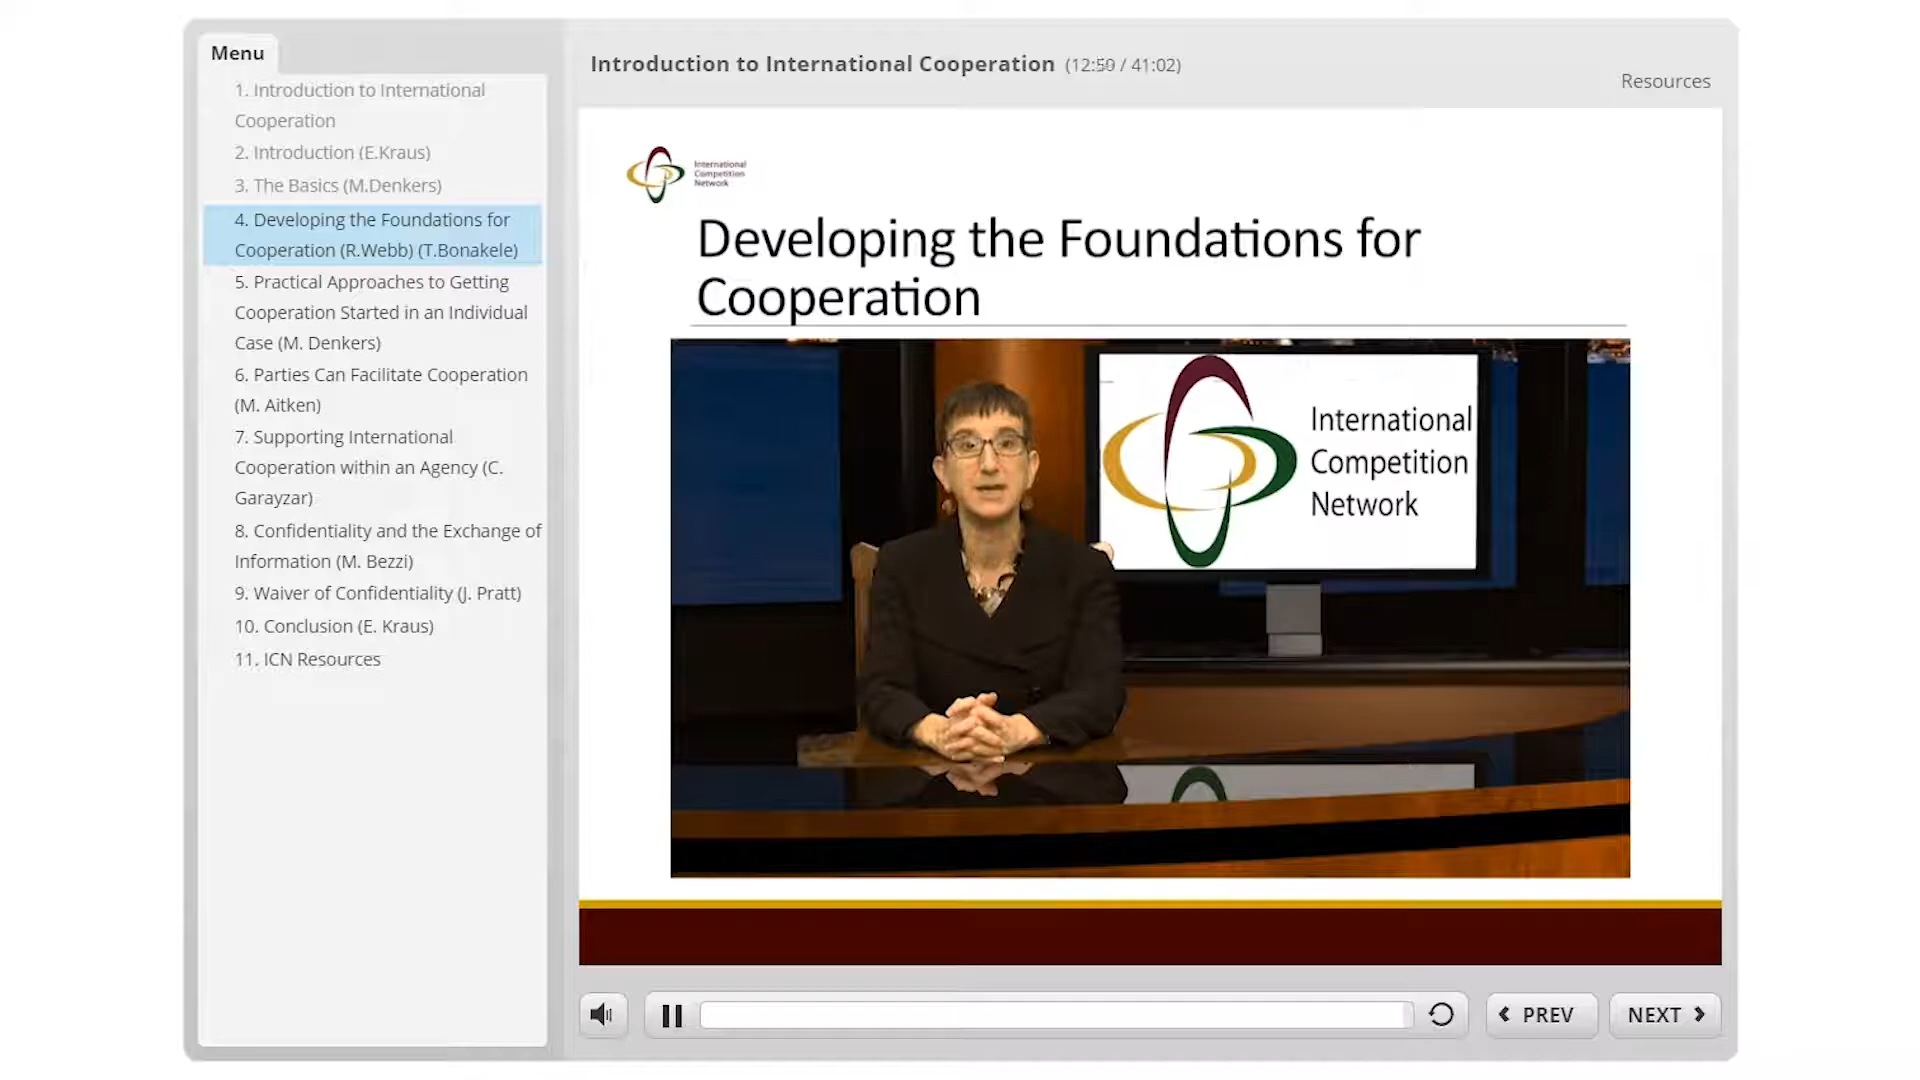 Menu
1. Introduction to International
Cooperation
2. Introduction (E.Kraus)
3. The Basics (M.Denkers)
4. Developing the Foundations for
Cooperation (R.Webb) (T.Bonakele)
5. Practical Approaches to Getting
Cooperation Started in an Individual
Case (M. Denkers)
6. Parties Can Facilitate Cooperation
(M. Aitken)
7. Supporting International
Cooperation within an Agency (C.
Garayzar)
8. Confidentiality and the Exchange of
Information (M. Bezzi)
9. Waiver of Confidentiality (J. Pratt)
10. Conclusion (E. Kraus)
11. ICN Resources
Introduction to International Cooperation (12:50 / 41:02)
Resources
International
Competition
Network
Developing the Foundations for
Cooperation
International
Competition
Network
PREV
NEXT